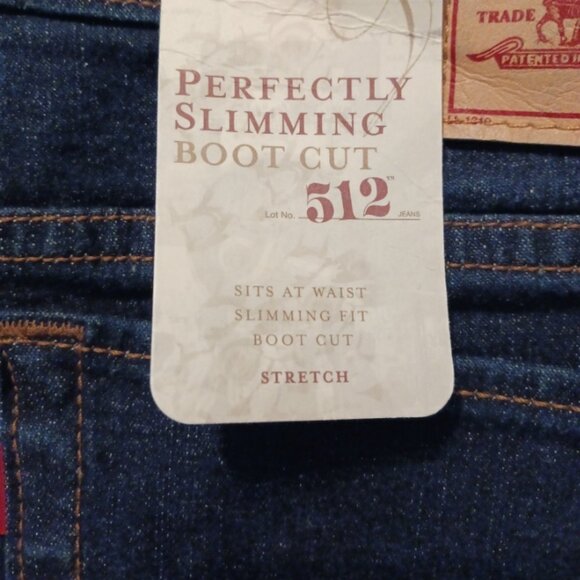 PERFECTLY
SLIMMING
BOOT CUT
Lot No. 512™ JEANS
SITS AT WAIST
SLIMMING FIT
BOOT CUT
STRETCH
TRADE
PATENTED